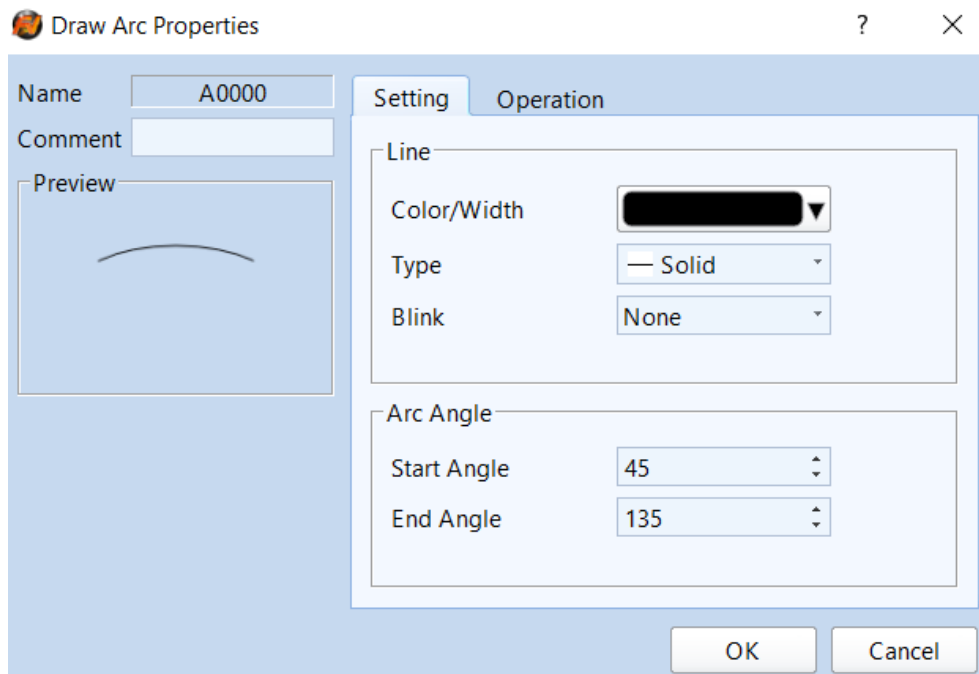 Draw Arc Properties ?
Name A0000
Comment
Preview
Setting Operation
Line
Color/Width
Type Solid
Blink None
Arc Angle
Start Angle 45
End Angle 135
OK Cancel